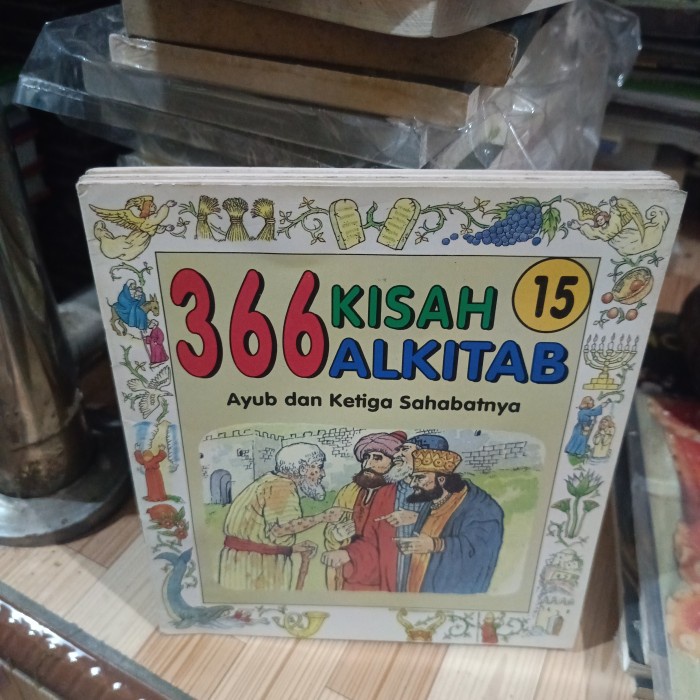 366 KISAH
ALKITAB
15
Ayub dan Ketiga Sahabatnya